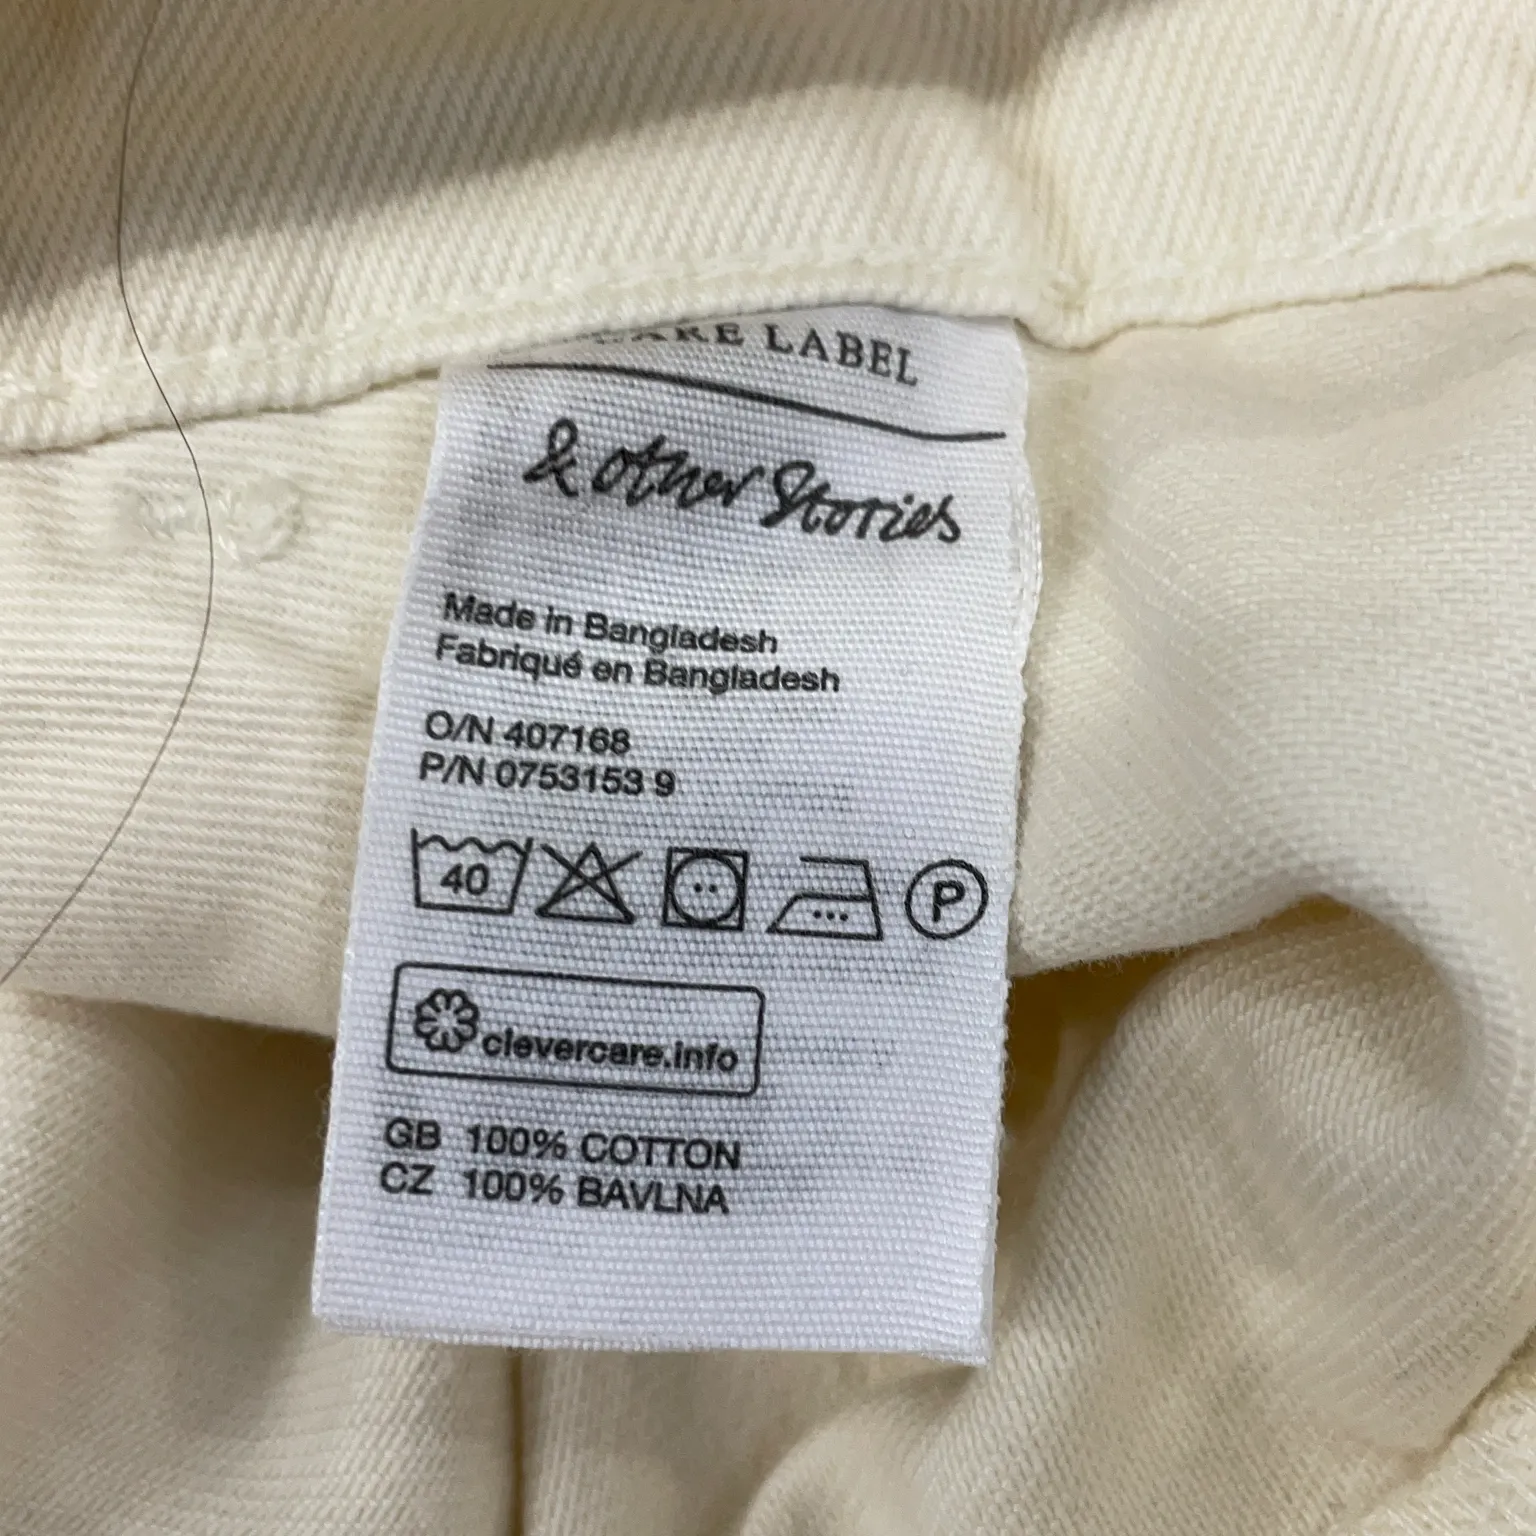 CARE LABEL
& other Stories
Made in Bangladesh
Fabriqué en Bangladesh
O/N 407168
P/N 0753153 9
40
P
clevercare.info
GB 100% COTTON
CZ 100% BAVLNA